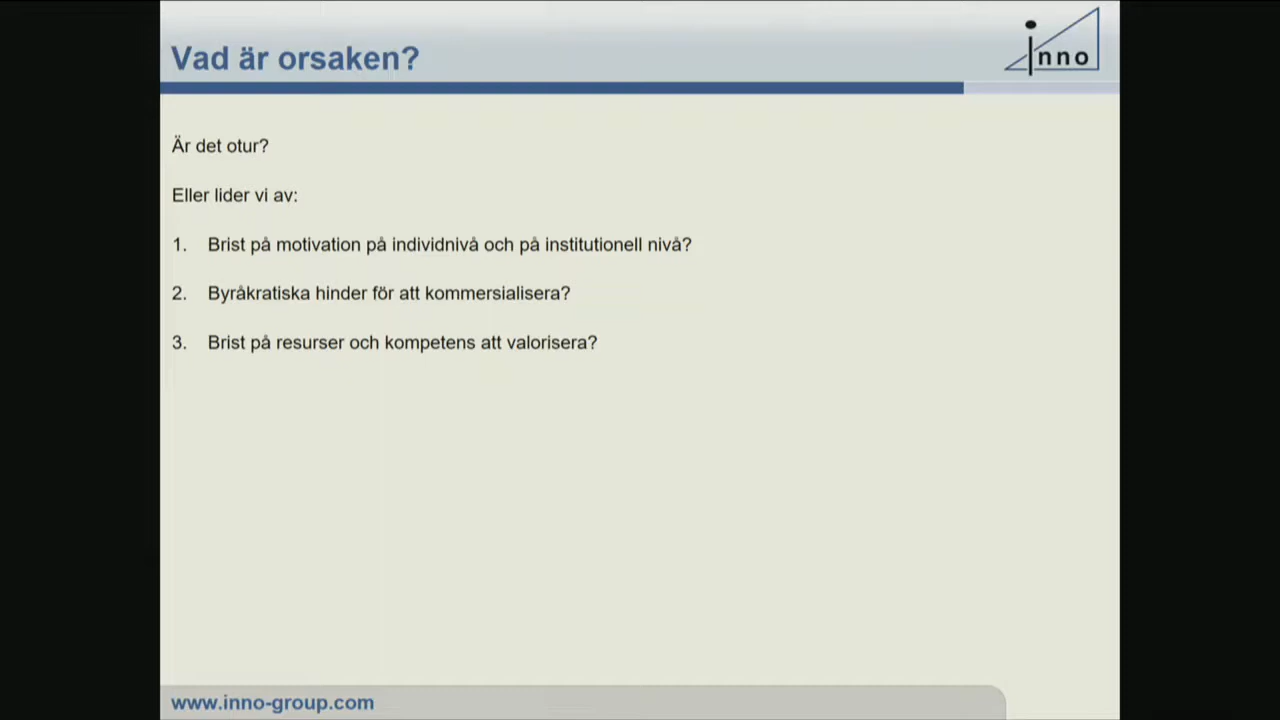 Vad är orsaken?
inno
Är det otur?
Eller lider vi av:
1. Brist på motivation på individnivå och på institutionell nivå?
2. Byråkratiska hinder för att kommersialisera?
3. Brist på resurser och kompetens att valorisera?
www.inno-group.com